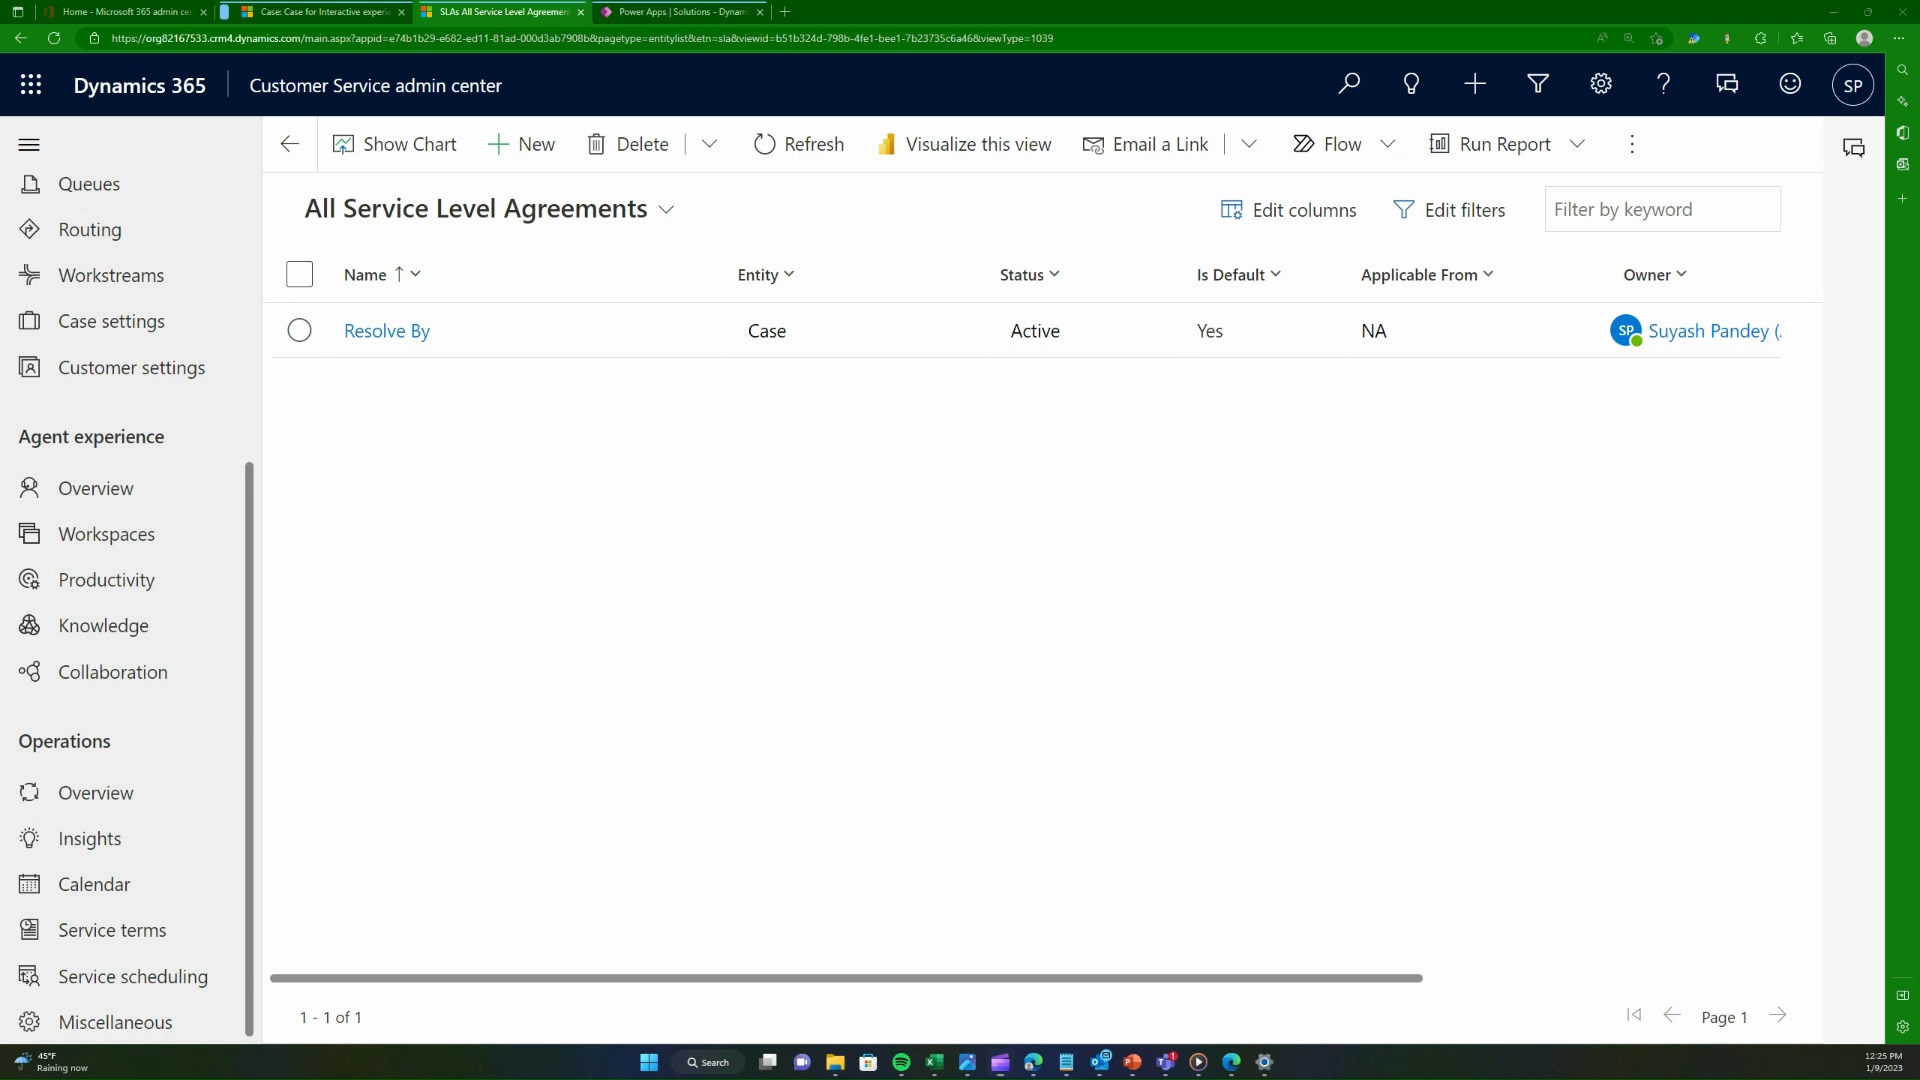 Home - Microsoft 365 admin ce
Case: Case for Interactive experie
SLAs All Service Level Agreemen
Power Apps | Solutions - Dynam
https://org82167533.crm4.dynamics.com/main.aspx?appid=e74b1b29-e682-ed11-81ad-000d3ab7908b&pagetype=entitylist&etn=sla&viewid=b51b324d-798b-4fe1-bee1-7b23735c6a46&viewType=1039
Dynamics 365
Customer Service admin center
SP
Show Chart
New
Delete
Refresh
Visualize this view
Email a Link
Flow
Run Report
Queues
Routing
Workstreams
Case settings
Customer settings
Agent experience
Overview
Workspaces
Productivity
Knowledge
Collaboration
Operations
Overview
Insights
Calendar
Service terms
Service scheduling
Miscellaneous
All Service Level Agreements
Edit columns
Edit filters
Filter by keyword
Name
Entity
Status
Is Default
Applicable From
Owner
Resolve By
Case
Active
Yes
NA
SP
Suyash Pandey (
1 - 1 of 1
Page 1
45°F
Raining now
Search
12:25 PM
1/9/2023